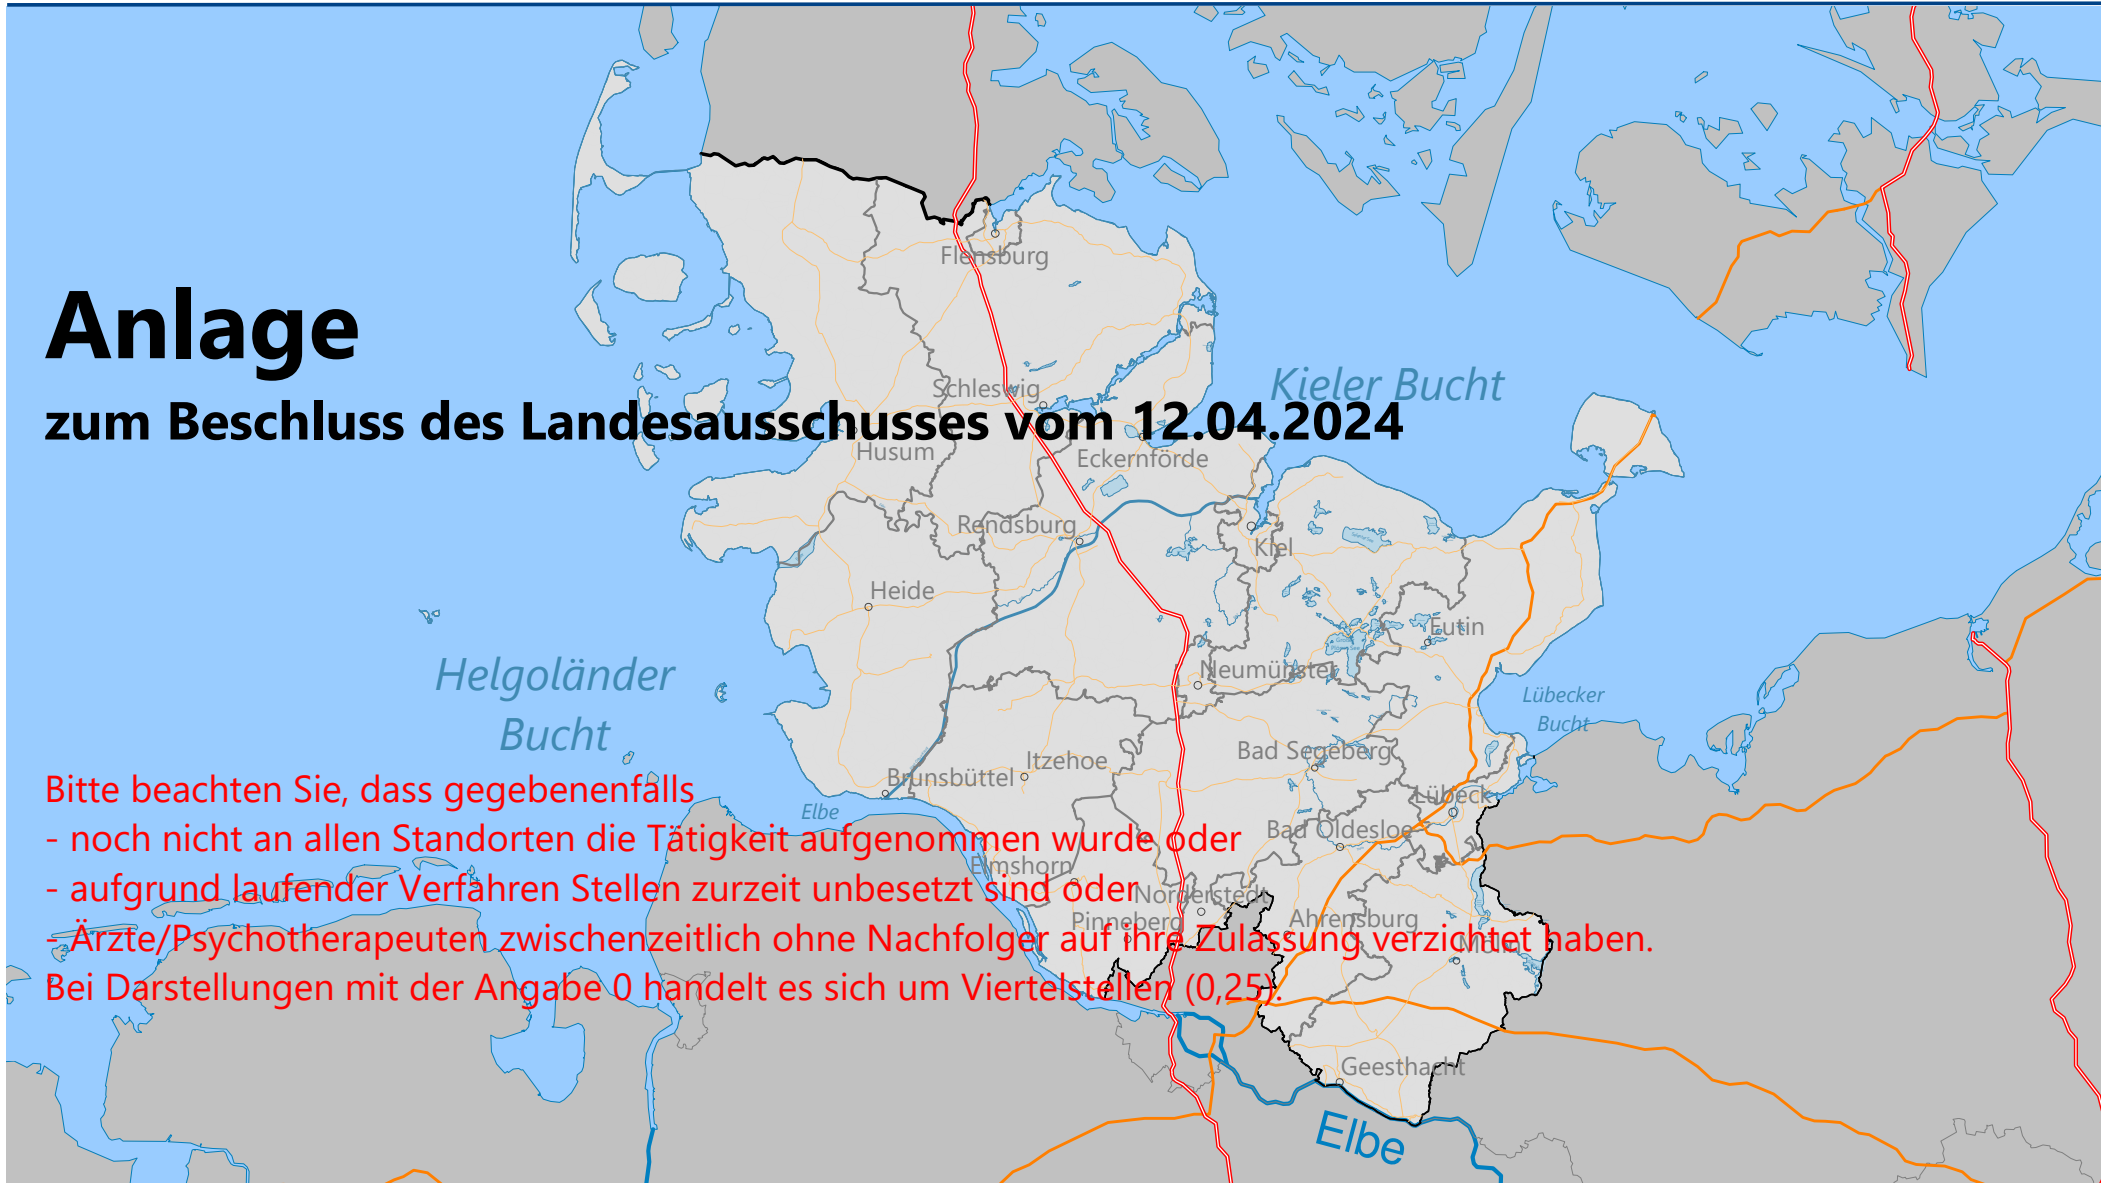 Flensburg
Anlage
Schleswig
Kieler Bucht
zum Beschluss des Landesausschusses vom 12.04.2024
Husum
Eckernförde
Rendsburg
Kiel
Heide
Eutin
Helgoländer
Bucht
Neumünster
Lübecker
Bucht
Bad Segeberg
Itzehoe
Brunsbüttel
Bitte beachten Sie, dass gegebenenfalls
Lübeck
Elbe
Bad Oldesloe
- noch nicht an allen Standorten die Tätigkeit aufgenommen wurde oder
Elmshorn
- aufgrund laufender Verfahren Stellen zurzeit unbesetzt sind oder
Norderstedt
Pinneberg
Ahrensburg
- Ärzte/Psychotherapeuten zwischenzeitlich ohne Nachfolger auf ihre Zulassung verzichtet haben.
Mölln
Bei Darstellungen mit der Angabe 0 handelt es sich um Viertelstellen (0,25).
Geesthacht
Elbe